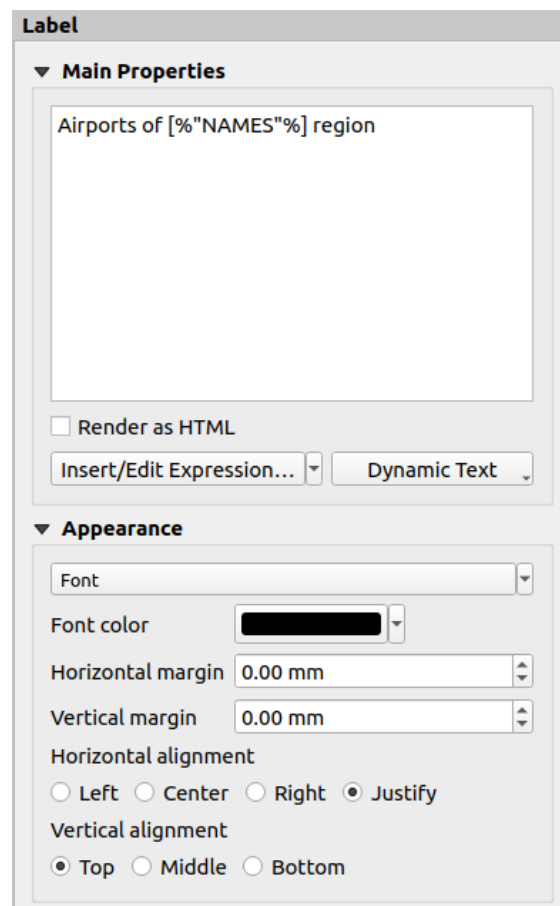 Label
Main Properties
Airports of [%"NAMES"%] region
Render as HTML
Insert/Edit Expression... Dynamic Text
Appearance
Font
Font color
Horizontal margin 0.00 mm
Vertical margin 0.00 mm
Horizontal alignment
Left Center Right Justify
Vertical alignment
Top Middle Bottom